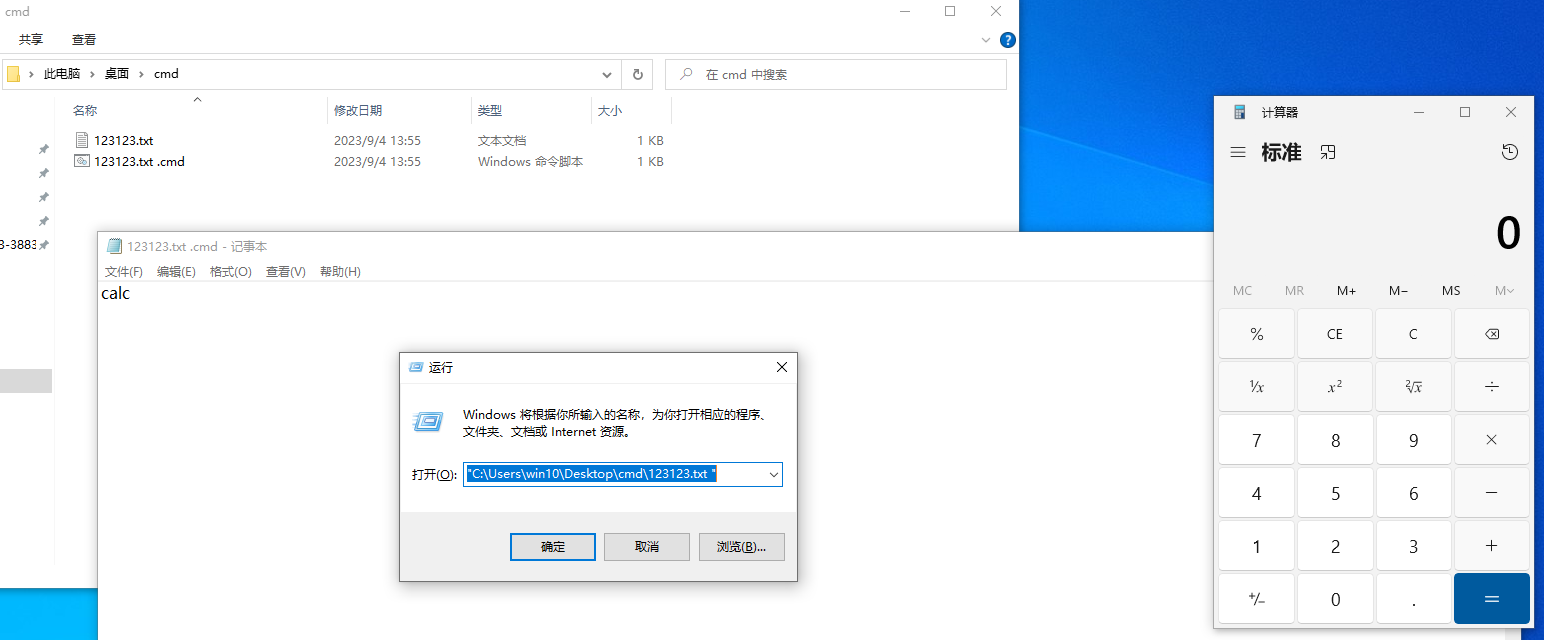 cmd
共享 查看
此电脑 桌面 cmd
在 cmd 中搜索
名称 修改日期 类型 大小
123123.txt 2023/9/4 13:55 文本文档 1 KB
123123.txt .cmd 2023/9/4 13:55 Windows 命令脚本 1 KB
3-3883
123123.txt .cmd - 记事本
文件(F) 编辑(E) 格式(O) 查看(V) 帮助(H)
calc
运行
Windows 将根据你所输入的名称，为你打开相应的程序、
文件夹、文档或 Internet 资源。
打开(O): "C:\Users\win10\Desktop\cmd\123123.txt "
确定 取消 浏览(B)...
计算器
标准
0
MC MR M+ M− MS M
% CE C
¹/x x² ²√x ÷
7 8 9 ×
4 5 6 −
1 2 3 +
+/− 0 . =